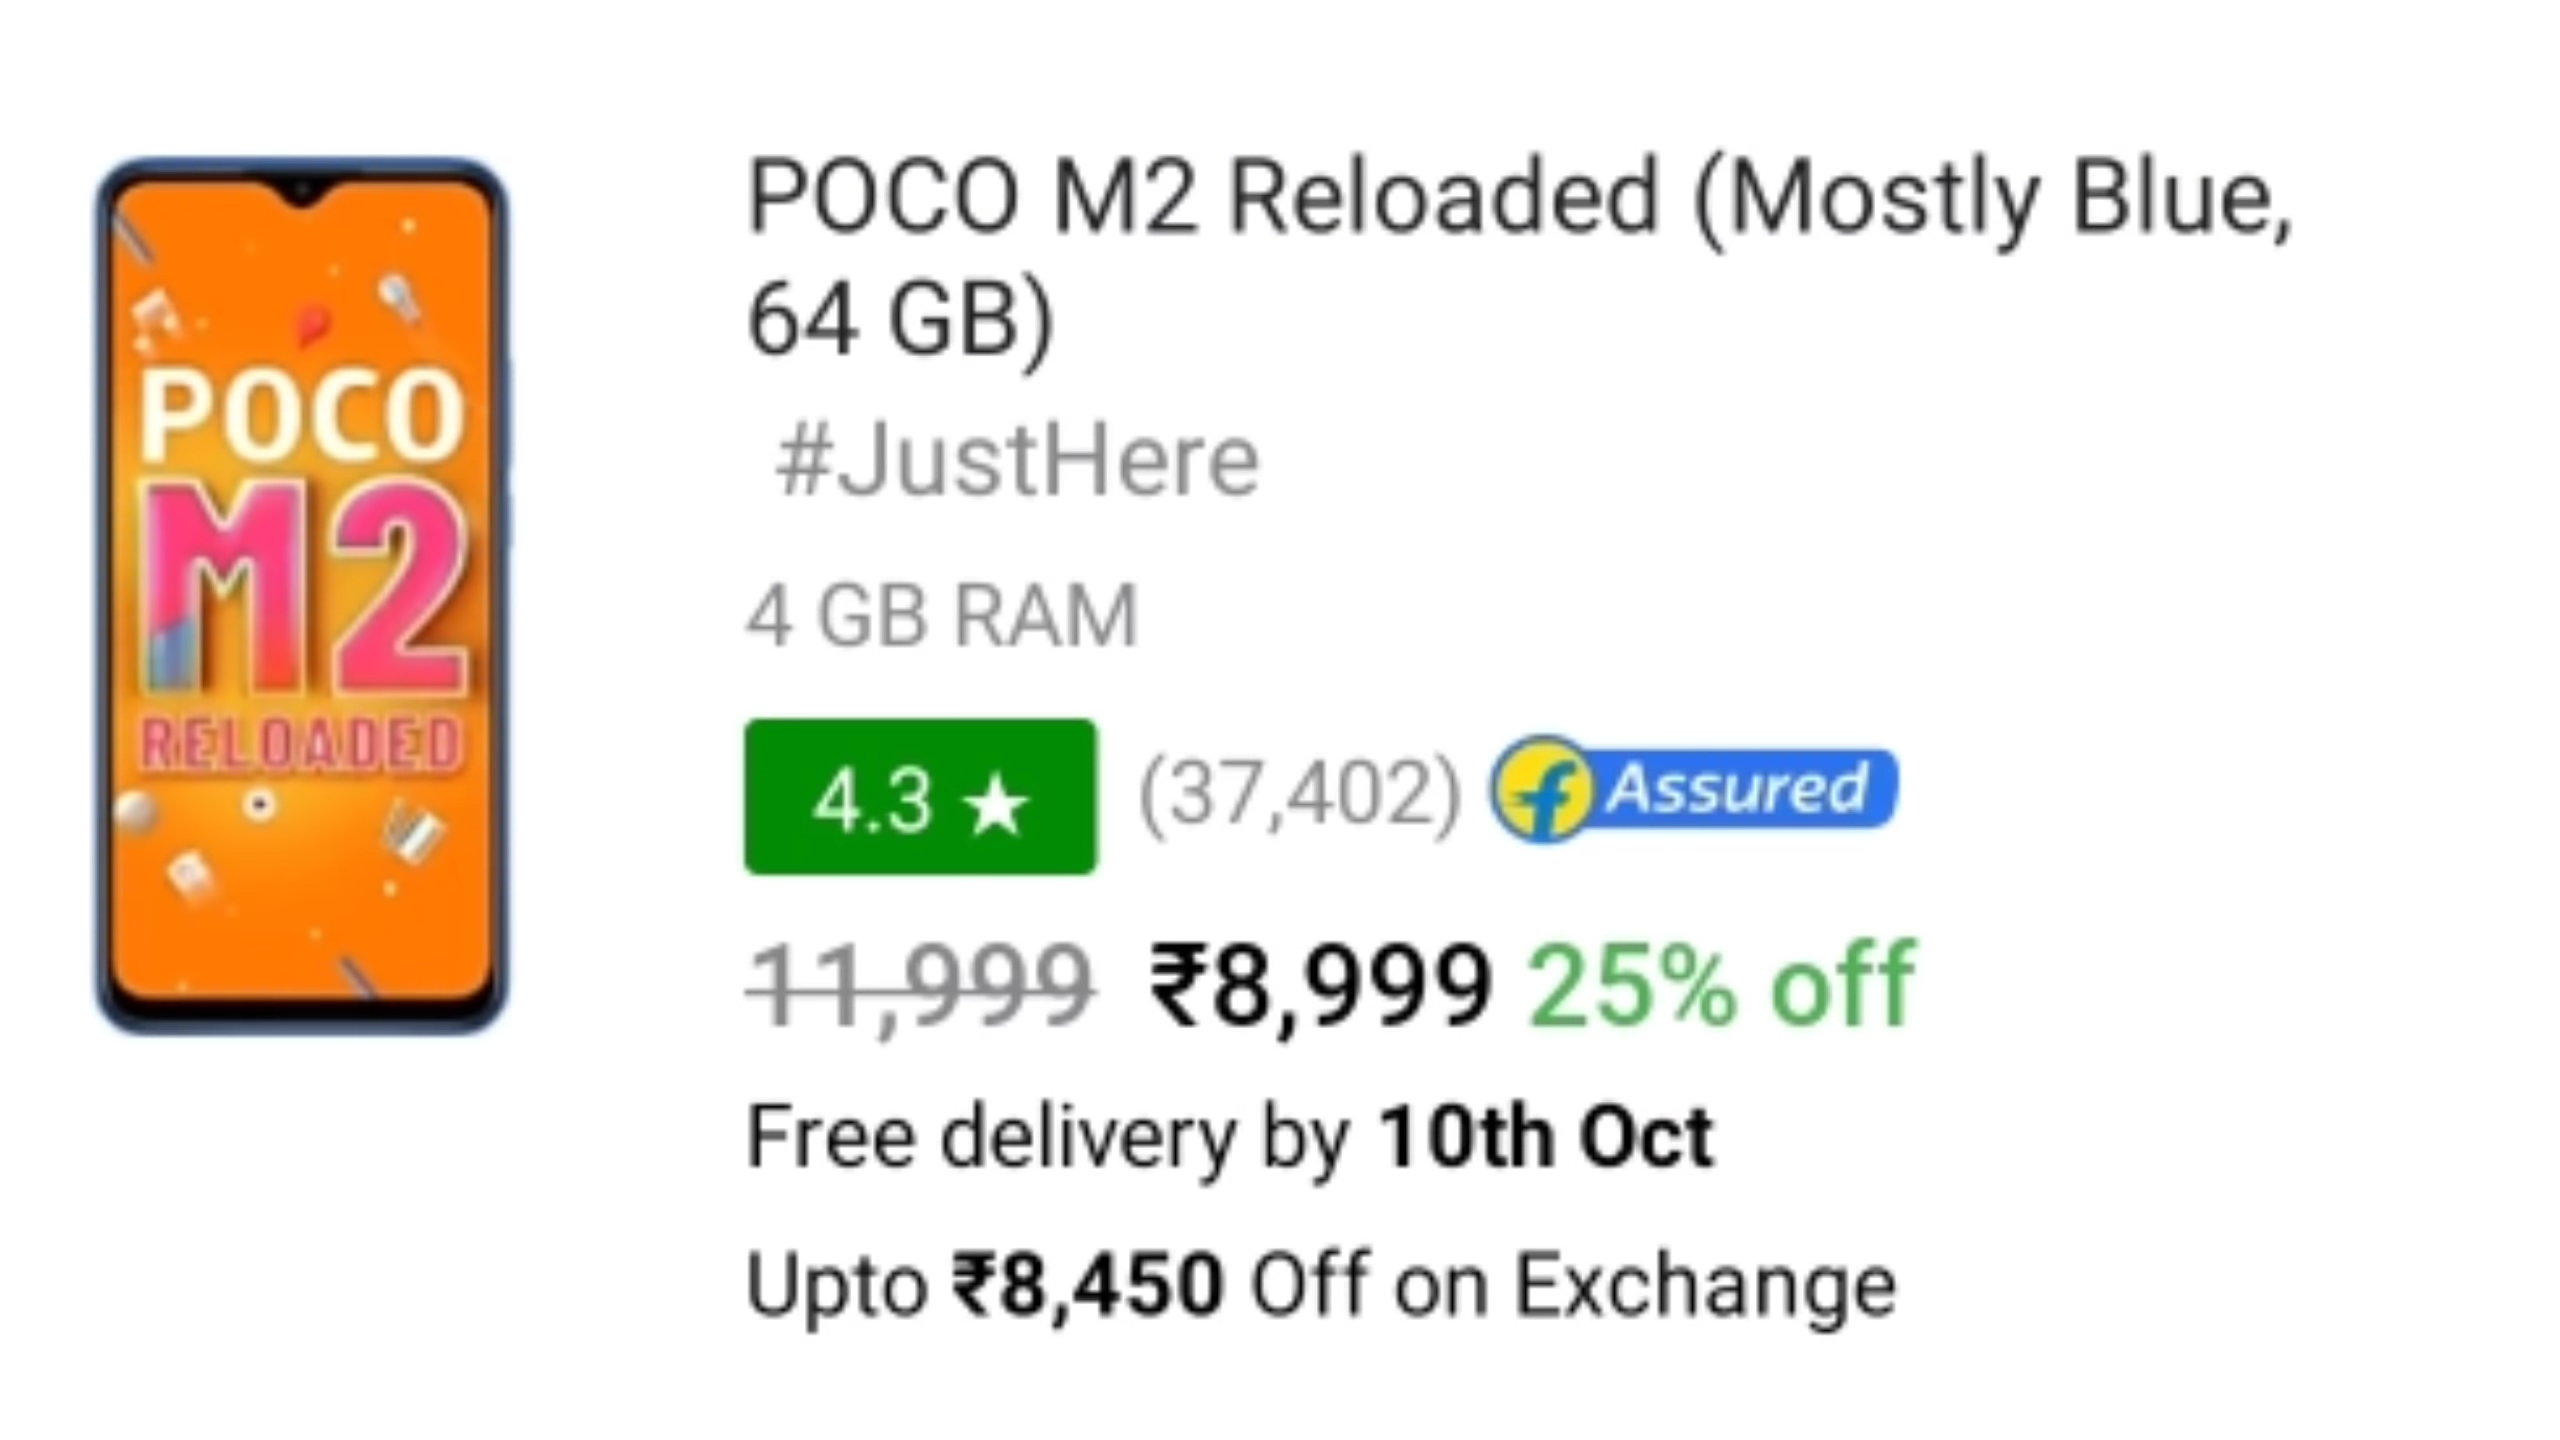 POCO
M2
RELOADED
POCO M2 Reloaded (Mostly Blue,
64 GB)
#JustHere
4 GB RAM
4.3 ★ (37,402) f Assured
11,999 ₹8,999 25% off
Free delivery by 10th Oct
Upto ₹8,450 Off on Exchange